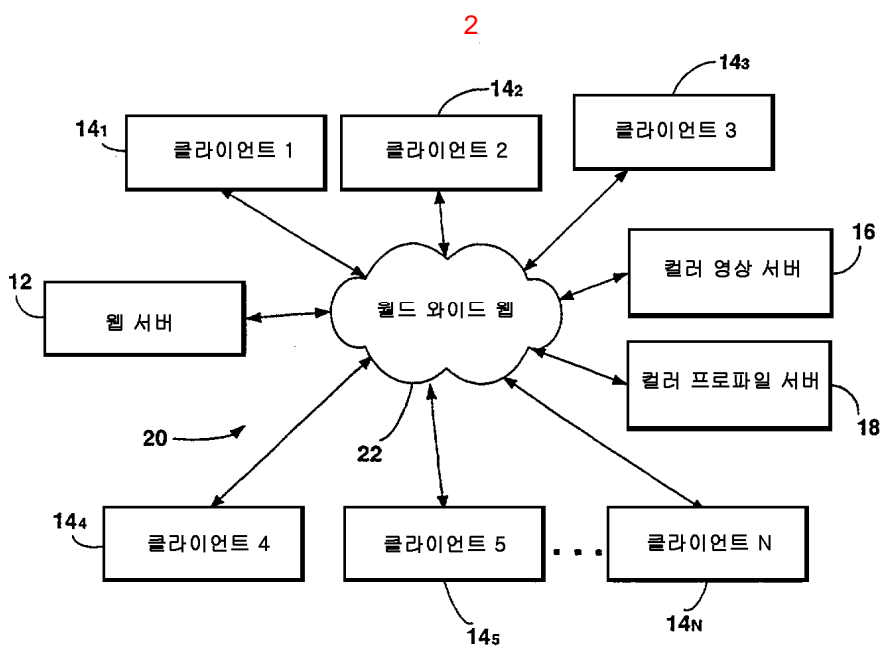 2
14₁
클라이언트 1
14₂
클라이언트 2
14₃
클라이언트 3
12
웹 서버
월드 와이드 웹
16
컬러 영상 서버
컬러 프로파일 서버
18
20
22
14₄
클라이언트 4
클라이언트 5
14₅
...
클라이언트 N
14N